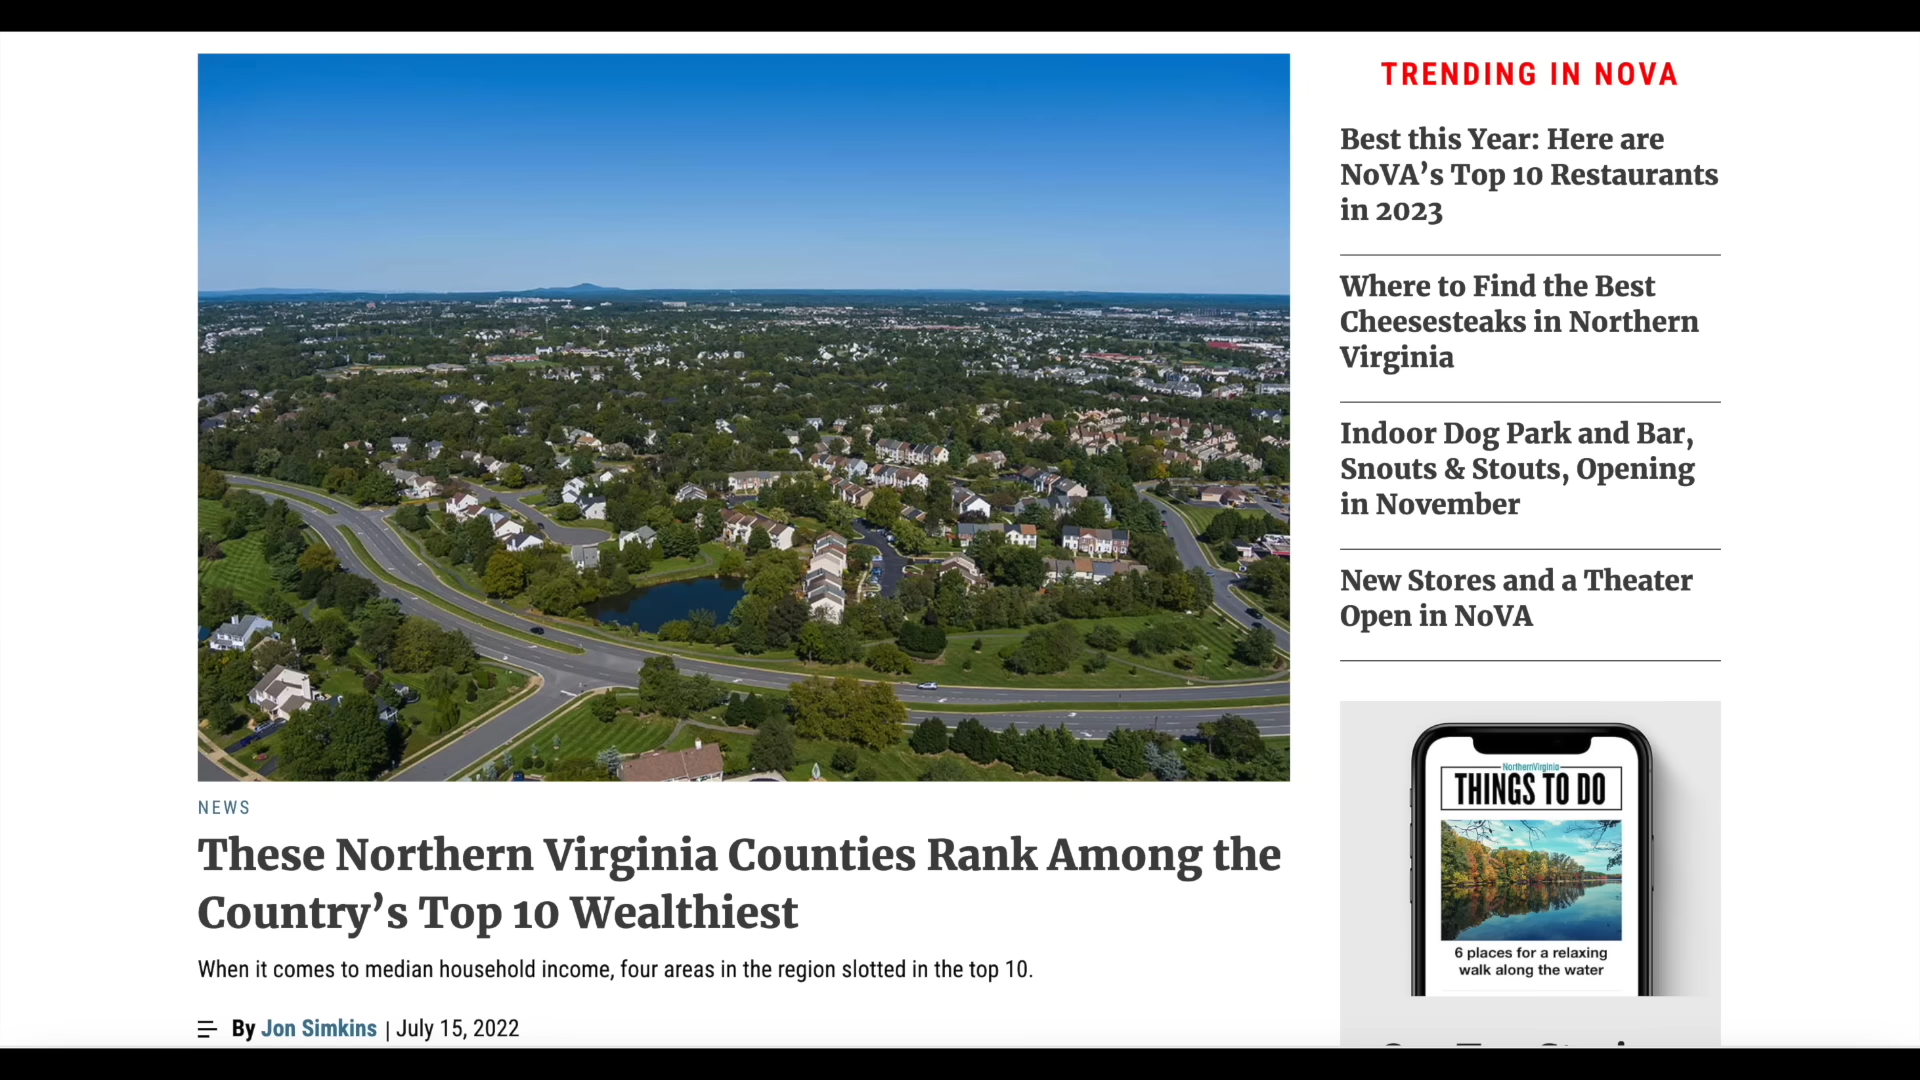 TRENDING IN NOVA
Best this Year: Here are
NoVA’s Top 10 Restaurants
in 2023
Where to Find the Best
Cheesesteaks in Northern
Virginia
Indoor Dog Park and Bar,
Snouts & Stouts, Opening
in November
New Stores and a Theater
Open in NoVA
NorthernVirginia
THINGS TO DO
6 places for a relaxing
walk along the water
NEWS
These Northern Virginia Counties Rank Among the
Country’s Top 10 Wealthiest
When it comes to median household income, four areas in the region slotted in the top 10.
By Jon Simkins | July 15, 2022